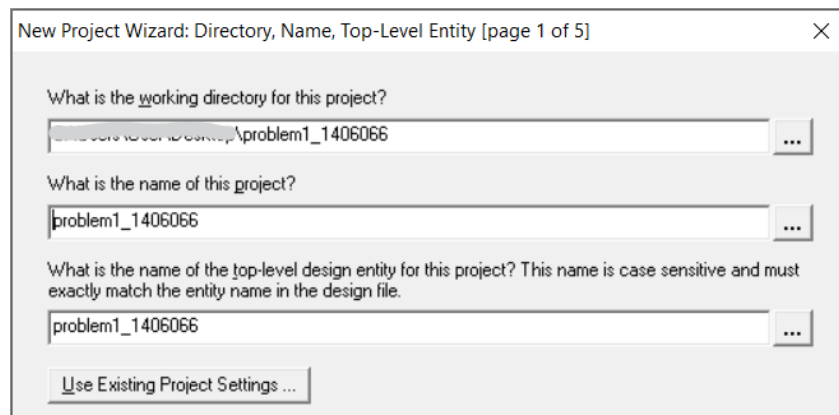 New Project Wizard: Directory, Name, Top-Level Entity [page 1 of 5]
What is the working directory for this project?
\problem1_1406066
...
What is the name of this project?
problem1_1406066
...
What is the name of the top-level design entity for this project? This name is case sensitive and must
exactly match the entity name in the design file.
problem1_1406066
...
Use Existing Project Settings ...